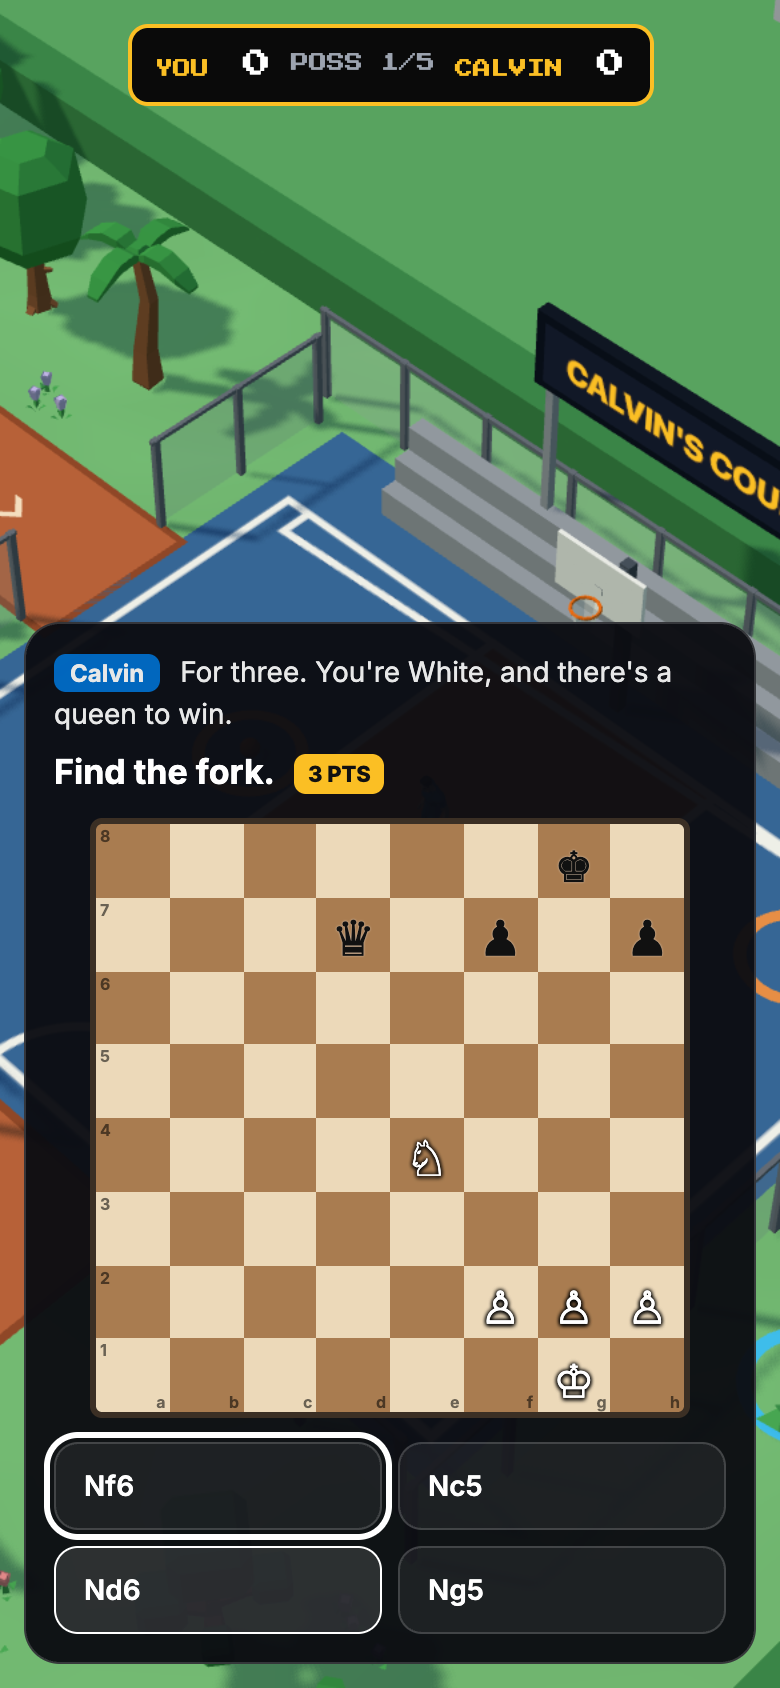 YOU 0 POSS 1/5 CALVIN 0
CALVIN'S COU
Calvin For three. You're White, and there's a
queen to win.
Find the fork. 3 PTS
8
7
6
5
4
3
2
1
a b c d e f g h
Nf6 Nc5
Nd6 Ng5